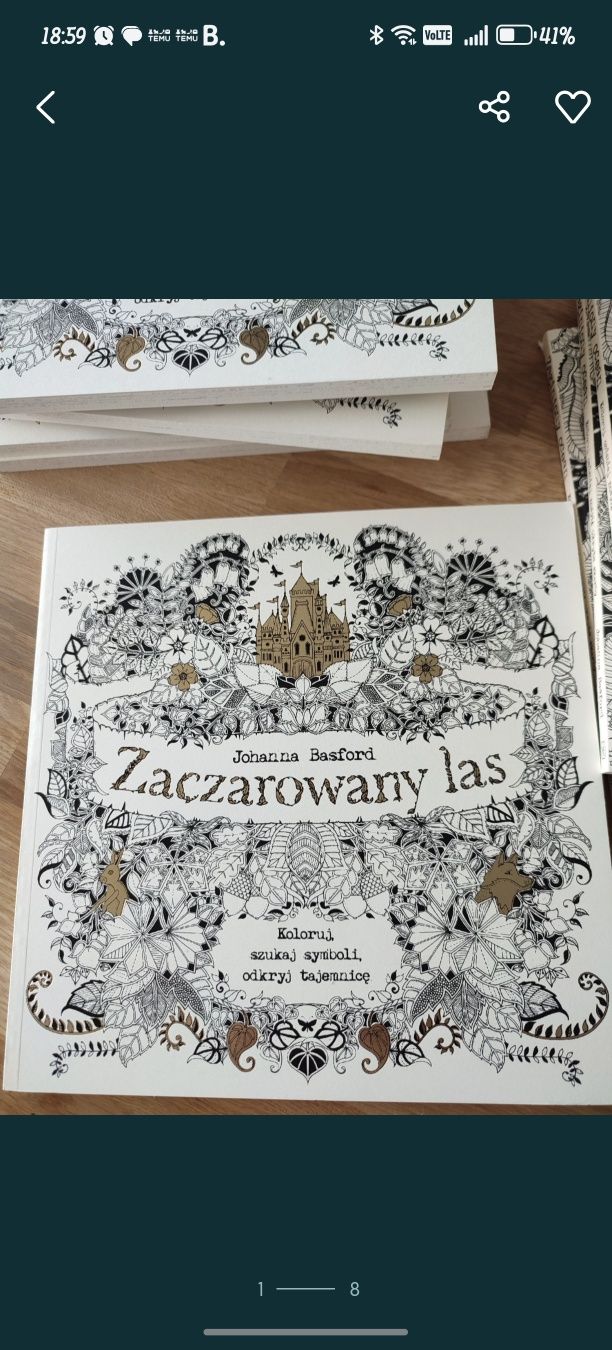 18:59 TEMU TEMU B. VoLTE 41%
Johanna Basford
Zaczarowany las
Koloruj,
szukaj symboli,
odkryj tajemnicę
1 8